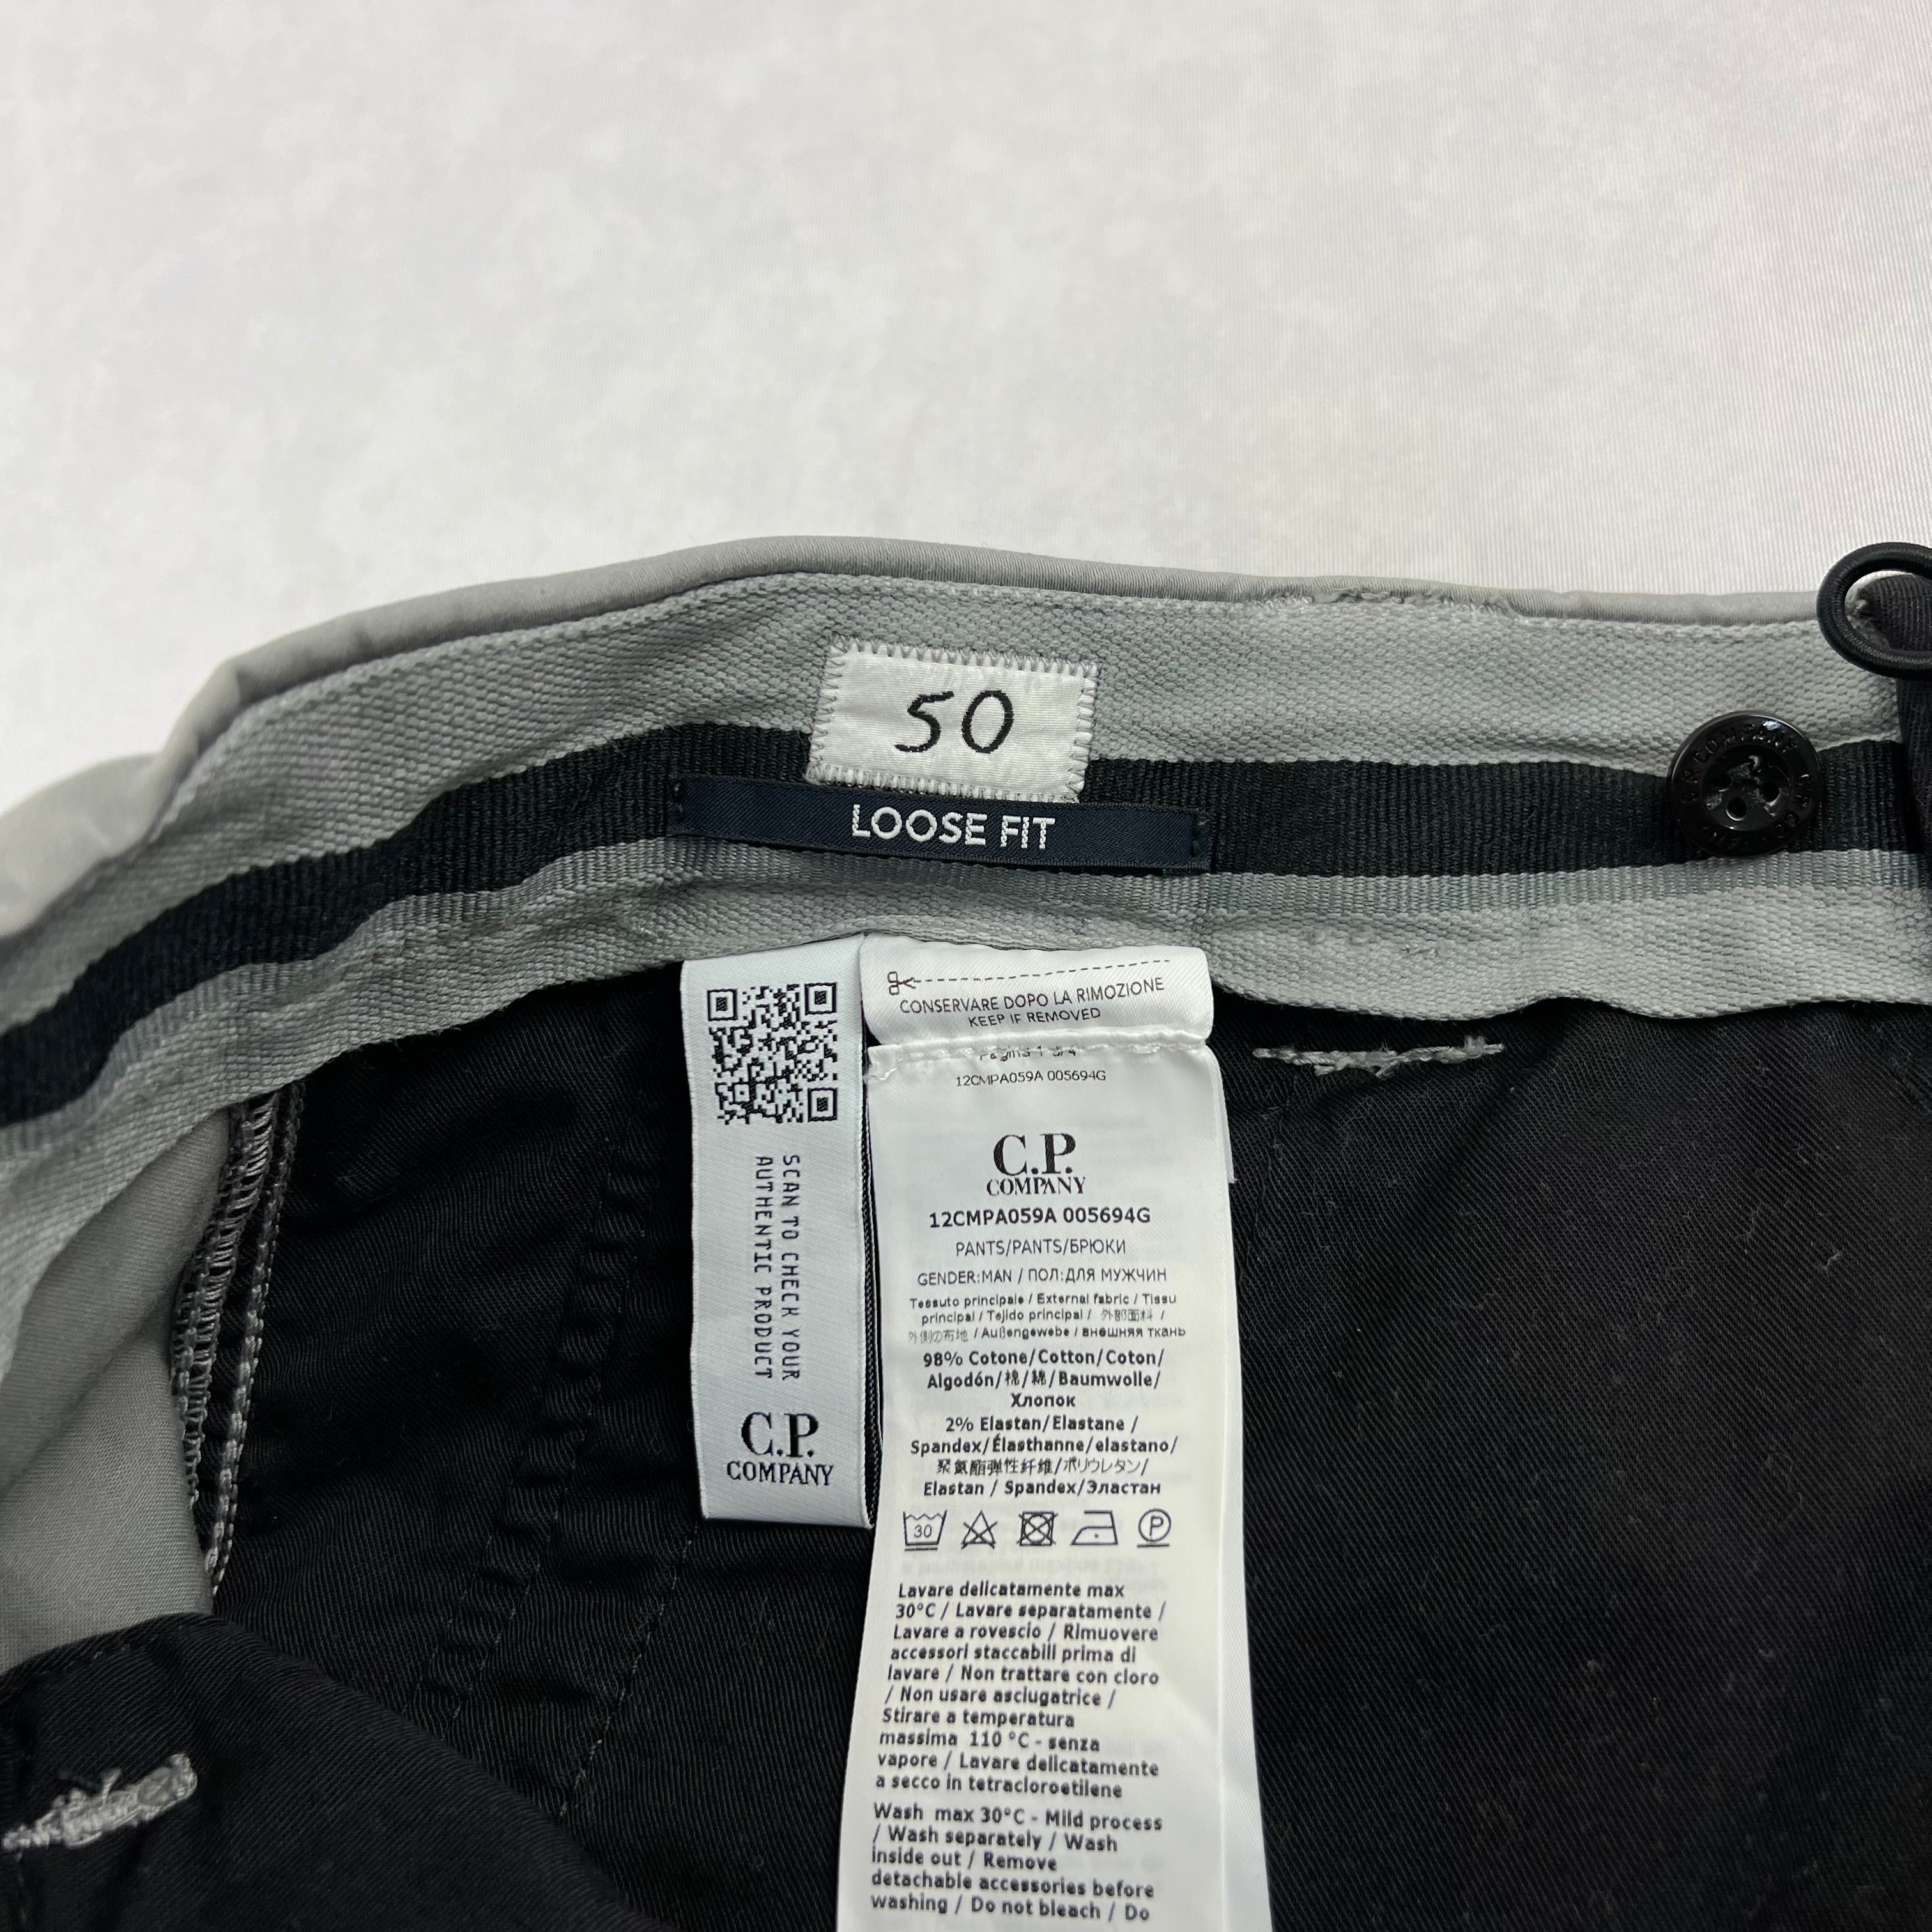 50
LOOSE FIT
SCAN TO CHECK YOUR
AUTHENTIC PRODUCT
C.P.
COMPANY
CONSERVARE DOPO LA RIMOZIONE
KEEP IF REMOVED
Pagina 1 di 4
12CMPA059A 005694G
C.P.
COMPANY
12CMPA059A 005694G
PANTS/PANTS/БРЮКИ
GENDER:MAN / ПОЛ:ДЛЯ МУЖЧИН
Tessuto principale / External fabric / Tissu
principal / Tejido principal / 外部面料 /
外側の布地 / Außengewebe / внешняя ткань
98% Cotone/Cotton/Coton/
Algodón/棉/綿/Baumwolle/
Хлопок
2% Elastan/Elastane /
Spandex/Élasthanne/elastano/
聚氨酯弹性纤维/ポリウレタン/
Elastan / Spandex/Эластан
30 P
Lavare delicatamente max
30°C / Lavare separatamente /
Lavare a rovescio / Rimuovere
accessori staccabili prima di
lavare / Non trattare con cloro
/ Non usare asciugatrice /
Stirare a temperatura
massima 110 °C - senza
vapore / Lavare delicatamente
a secco in tetracloroetilene
Wash max 30°C - Mild process
/ Wash separately / Wash
inside out / Remove
detachable accessories before
washing / Do not bleach / Do